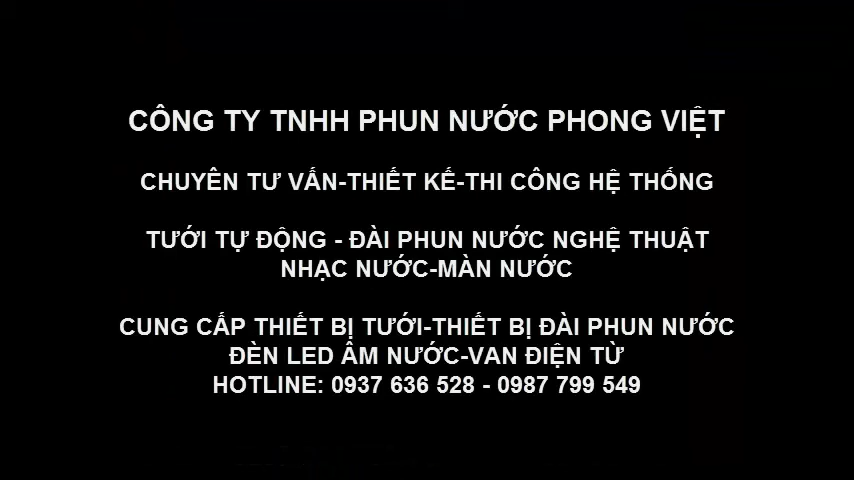 CÔNG TY TNHH PHUN NƯỚC PHONG VIỆT
CHUYÊN TƯ VẤN-THIẾT KẾ-THI CÔNG HỆ THỐNG
TƯỚI TỰ ĐỘNG - ĐÀI PHUN NƯỚC NGHỆ THUẬT
NHẠC NƯỚC-MÀN NƯỚC
CUNG CẤP THIẾT BỊ TƯỚI-THIẾT BỊ ĐÀI PHUN NƯỚC
ĐÈN LED ÂM NƯỚC-VAN ĐIỆN TỪ
HOTLINE: 0937 636 528 - 0987 799 549